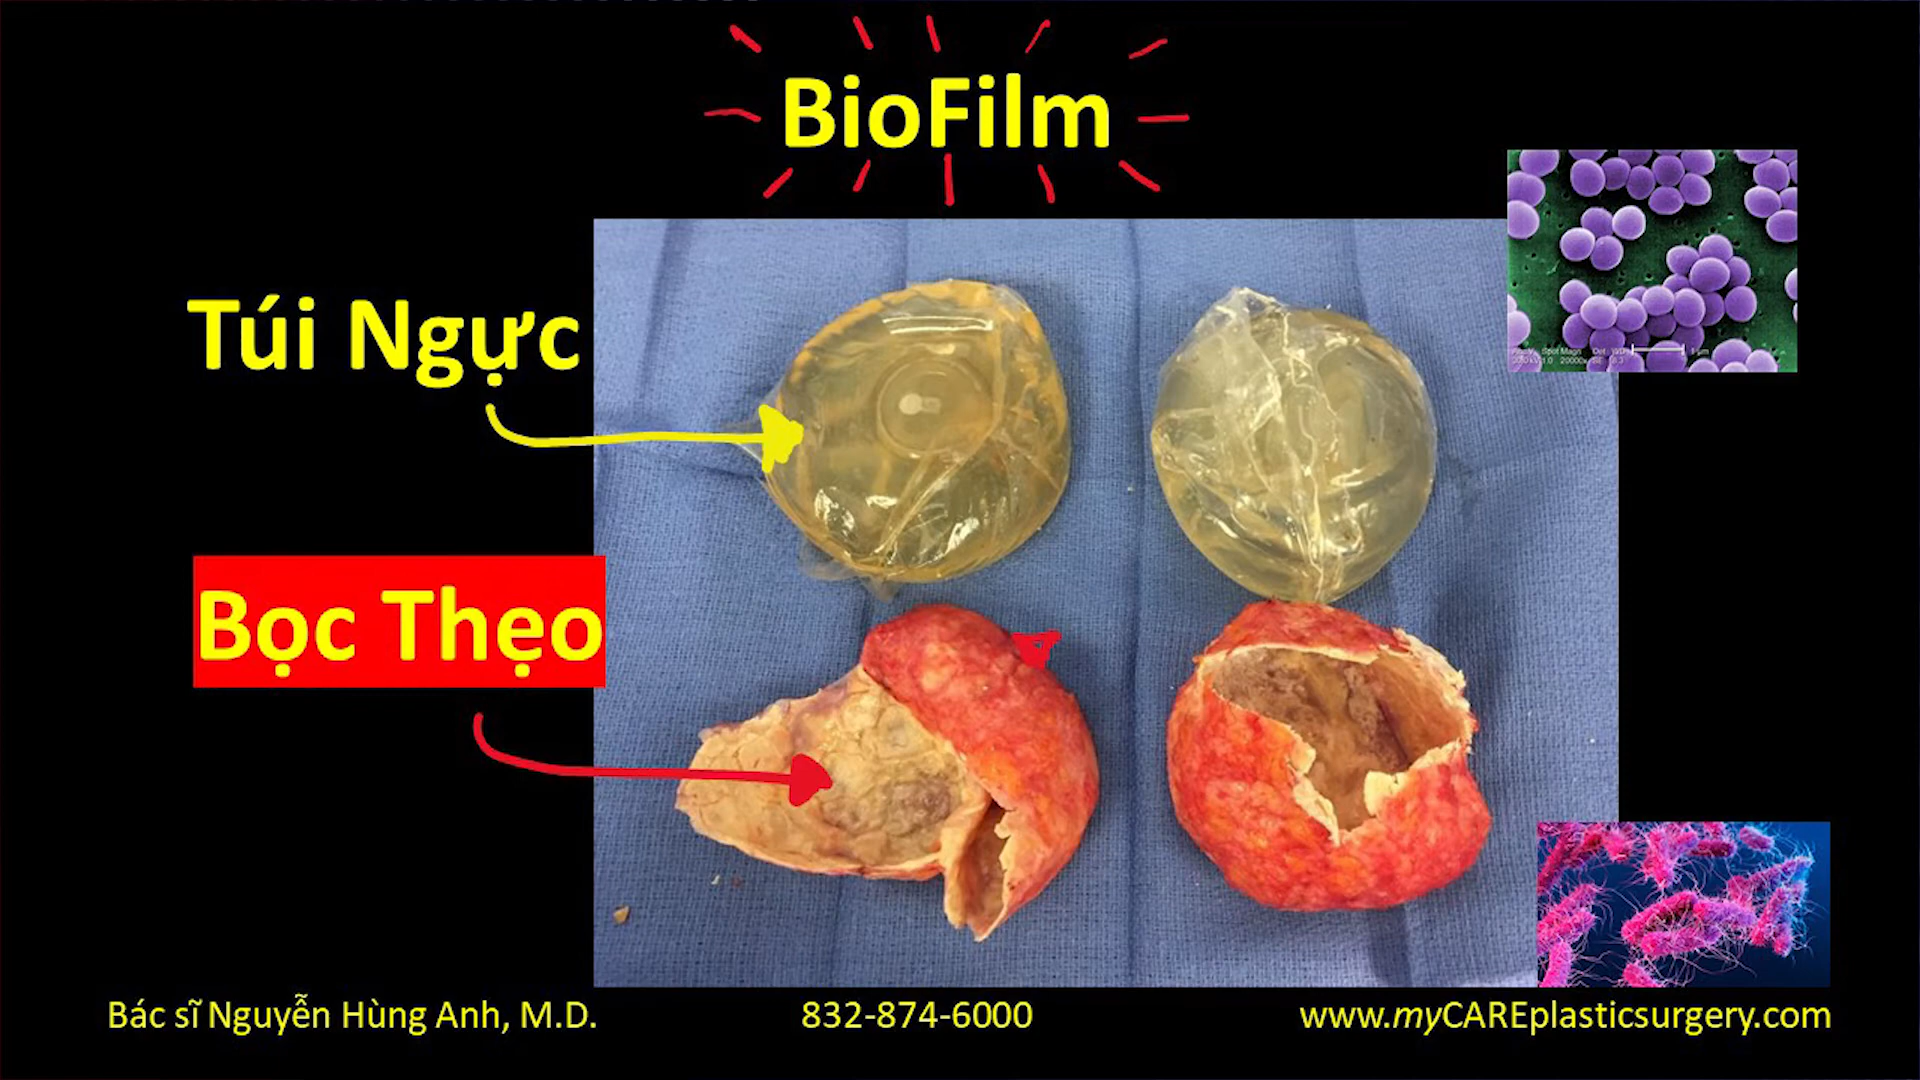 BioFilm
Túi Ngực
Bọc Thẹo
Bác sĩ Nguyễn Hùng Anh, M.D.
832-874-6000
www.myCAREplasticsurgery.com